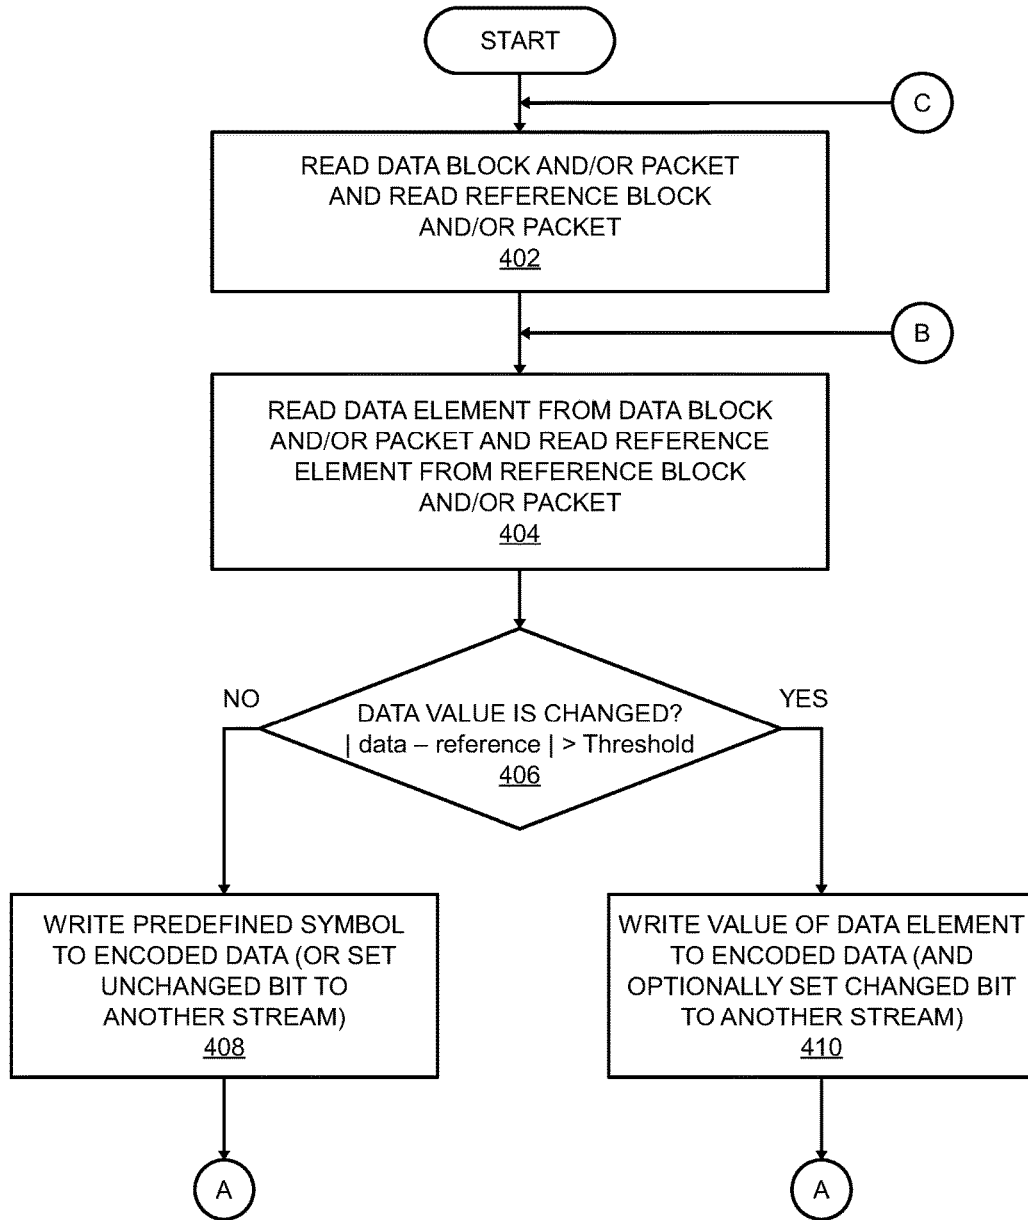 START
C
READ DATA BLOCK AND/OR PACKET
AND READ REFERENCE BLOCK
AND/OR PACKET
402
B
READ DATA ELEMENT FROM DATA BLOCK
AND/OR PACKET AND READ REFERENCE
ELEMENT FROM REFERENCE BLOCK
AND/OR PACKET
404
NO
YES
DATA VALUE IS CHANGED?
| data – reference | > Threshold
406
WRITE PREDEFINED SYMBOL
TO ENCODED DATA (OR SET
UNCHANGED BIT TO
ANOTHER STREAM)
408
WRITE VALUE OF DATA ELEMENT
TO ENCODED DATA (AND
OPTIONALLY SET CHANGED BIT
TO ANOTHER STREAM)
410
A
A